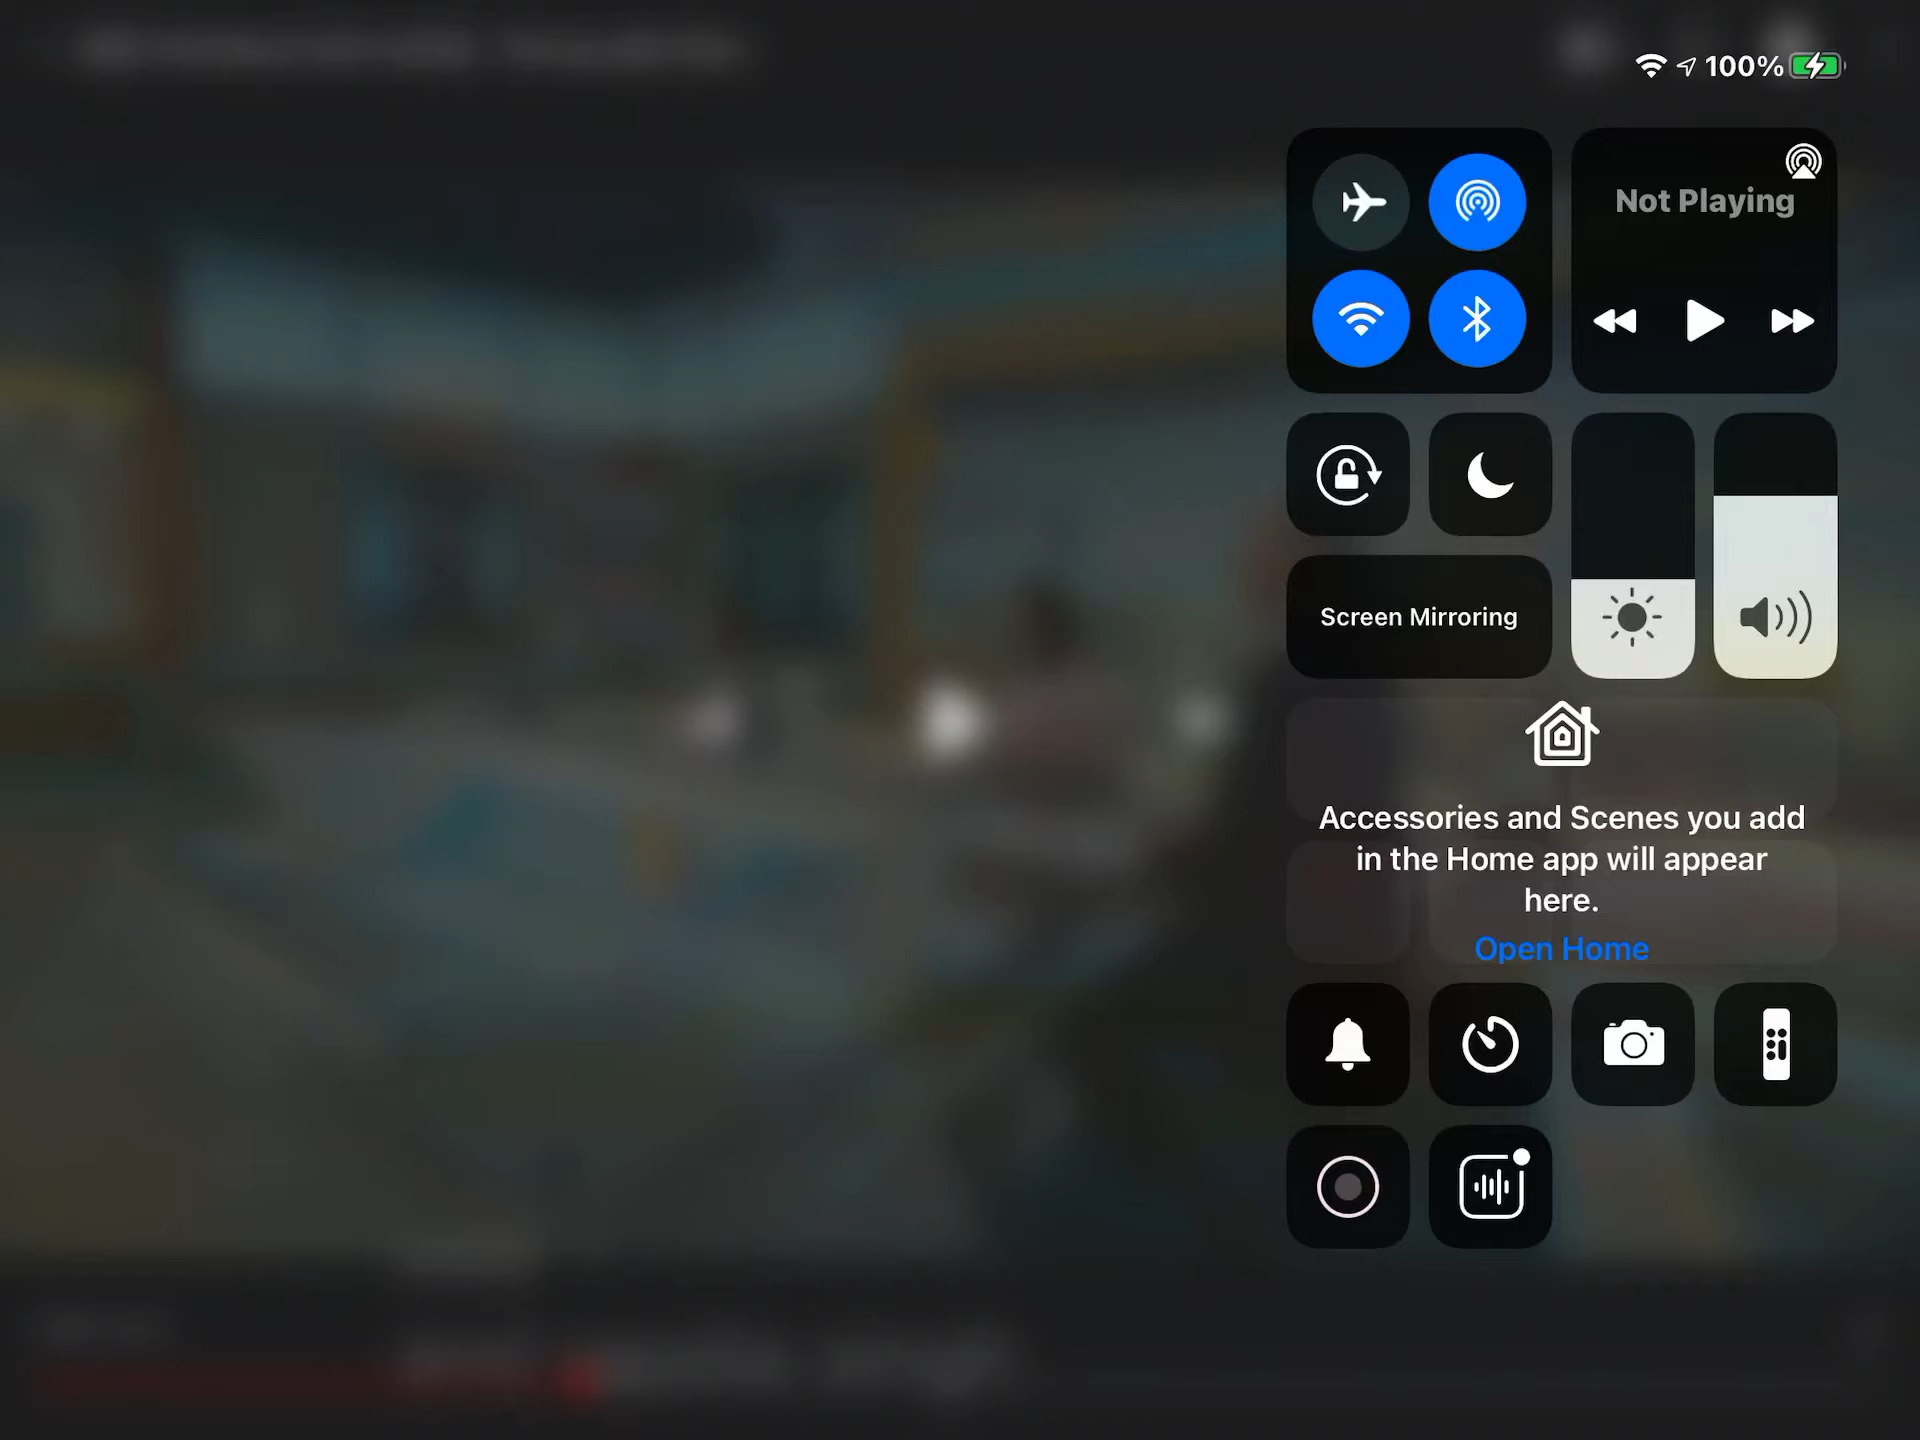 100%
Not Playing
Screen Mirroring
Accessories and Scenes you add
in the Home app will appear
here.
Open Home